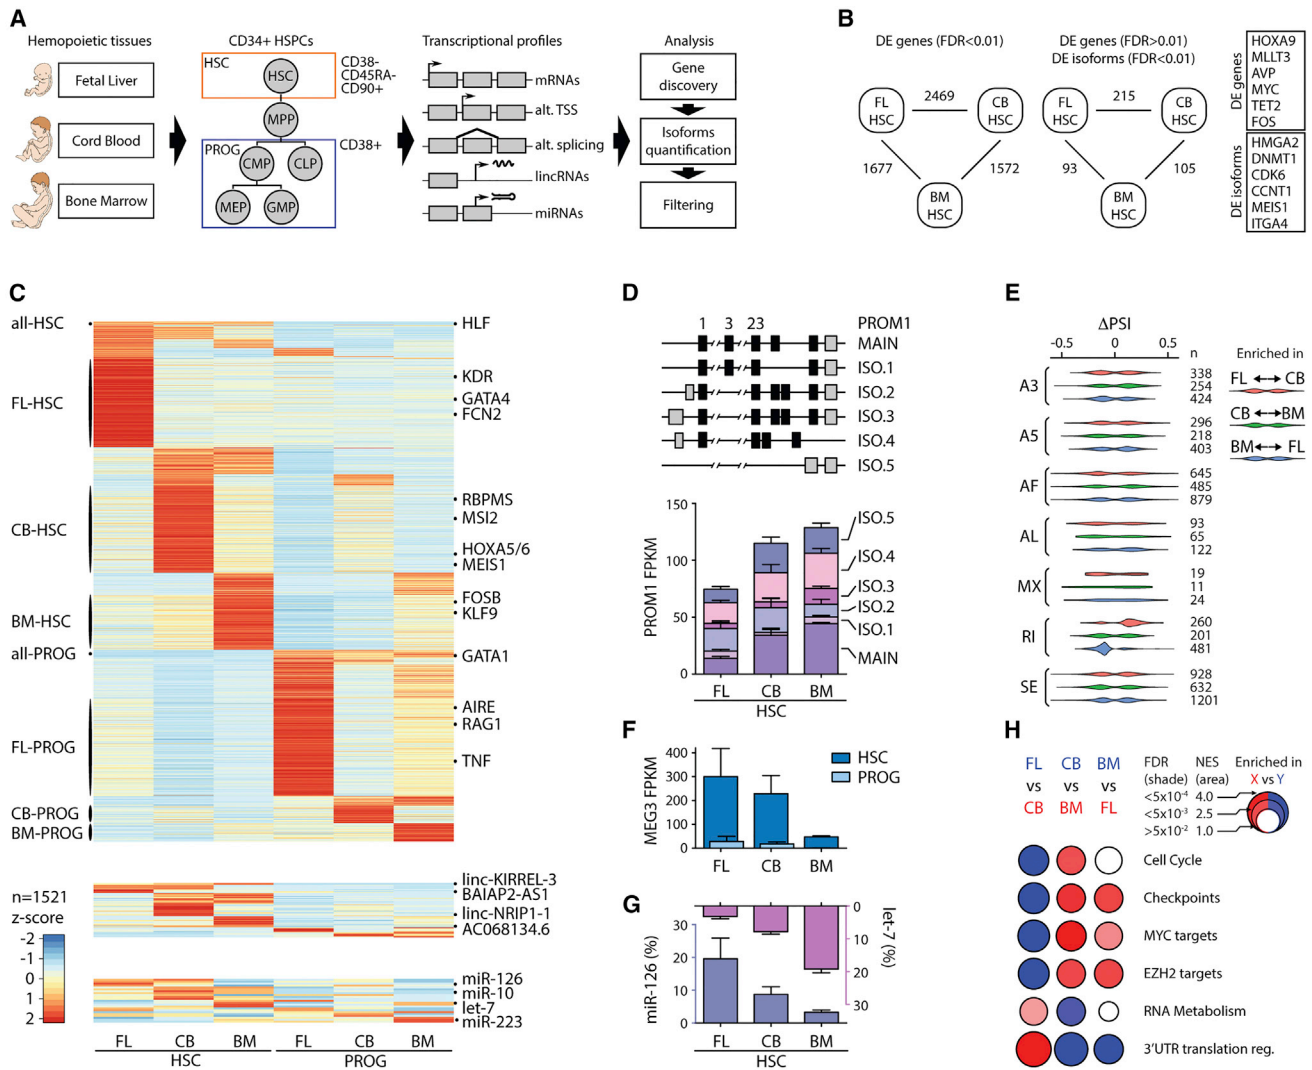 A
Hemopoietic tissues
Fetal Liver
Cord Blood
Bone Marrow
CD34+ HSPCs
HSC
HSC
CD38-
CD45RA-
CD90+
MPP
PROG
CD38+
CMP
CLP
MEP
GMP
Transcriptional profiles
mRNAs
alt. TSS
alt. splicing
lincRNAs
miRNAs
Analysis
Gene
discovery
Isoforms
quantification
Filtering
B
DE genes (FDR<0.01)
FL
HSC
2469
CB
HSC
1677
1572
BM
HSC
DE genes (FDR>0.01)
DE isoforms (FDR<0.01)
FL
HSC
215
CB
HSC
93
105
BM
HSC
DE genes
HOXA9
MLLT3
AVP
MYC
TET2
FOS
DE isoforms
HMGA2
DNMT1
CDK6
CCNT1
MEIS1
ITGA4
C
all-HSC
FL-HSC
CB-HSC
BM-HSC
all-PROG
FL-PROG
CB-PROG
BM-PROG
HLF
KDR
GATA4
FCN2
RBPMS
MSI2
HOXA5/6
MEIS1
FOSB
KLF9
GATA1
AIRE
RAG1
TNF
linc-KIRREL-3
BAIAP2-AS1
linc-NRIP1-1
AC068134.6
miR-126
miR-10
let-7
miR-223
n=1521
z-score
-2
-1
0
1
2
FL CB BM FL CB BM
HSC PROG
D
1 3 23 PROM1
MAIN
ISO.1
ISO.2
ISO.3
ISO.4
ISO.5
PROM1 FPKM
150
100
50
0
ISO.5
ISO.4
ISO.3
ISO.2
ISO.1
MAIN
FL CB BM
HSC
E
ΔPSI
-0.5 0 0.5
n
Enriched in
FL CB
CB BM
BM FL
A3
338
254
424
A5
296
218
403
AF
645
485
879
AL
93
65
122
MX
19
11
24
RI
260
201
481
SE
928
632
1201
F
MEG3 FPKM
400
300
200
100
0
HSC
PROG
FL CB BM
G
miR-126 (%)
30
20
10
0
let-7 (%)
0
10
20
30
FL CB BM
HSC
H
FL CB BM
vs vs vs
CB BM FL
FDR
(shade)
<5x10-4
<5x10-3
>5x10-2
NES
(area)
4.0
2.5
1.0
Enriched in
X vs Y
Cell Cycle
Checkpoints
MYC targets
EZH2 targets
RNA Metabolism
3'UTR translation reg.